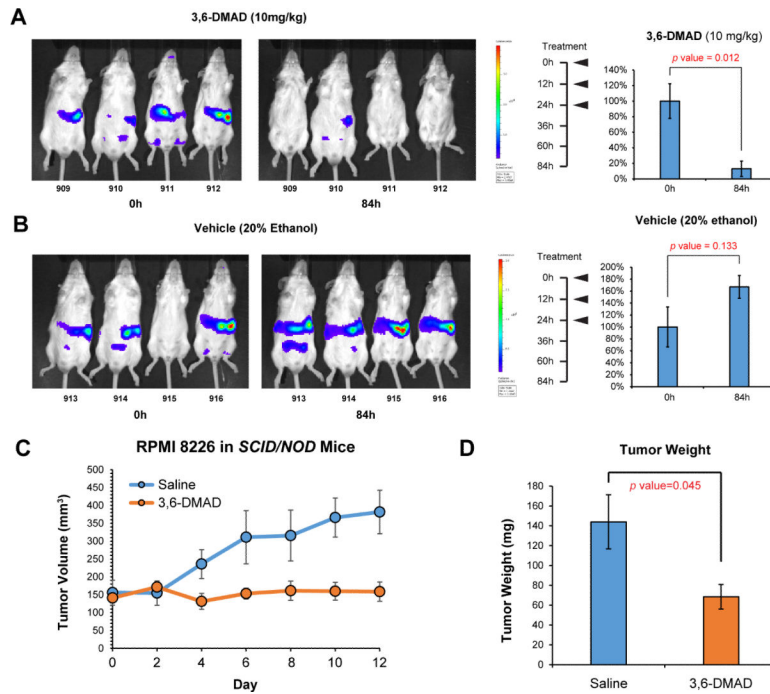 A
3,6-DMAD (10mg/kg)
909 910 911 912
0h
909 910 911 912
84h
Treatment
0h
12h
24h
36h
60h
84h
3,6-DMAD (10 mg/kg)
p value = 0.012
140%
120%
100%
80%
60%
40%
20%
0%
0h 84h
B
Vehicle (20% Ethanol)
913 914 915 916
0h
913 914 915 916
84h
Treatment
0h
12h
24h
36h
60h
84h
Vehicle (20% ethanol)
p value = 0.133
200%
180%
160%
140%
120%
100%
80%
60%
40%
20%
0%
0h 84h
C
RPMI 8226 in SCID/NOD Mice
Saline
3,6-DMAD
Tumor Volume (mm³)
500
450
400
350
300
250
200
150
100
50
0
0 2 4 6 8 10 12
Day
D
Tumor Weight
p value=0.045
Tumor Weight (mg)
180
160
140
120
100
80
60
40
20
0
Saline 3,6-DMAD